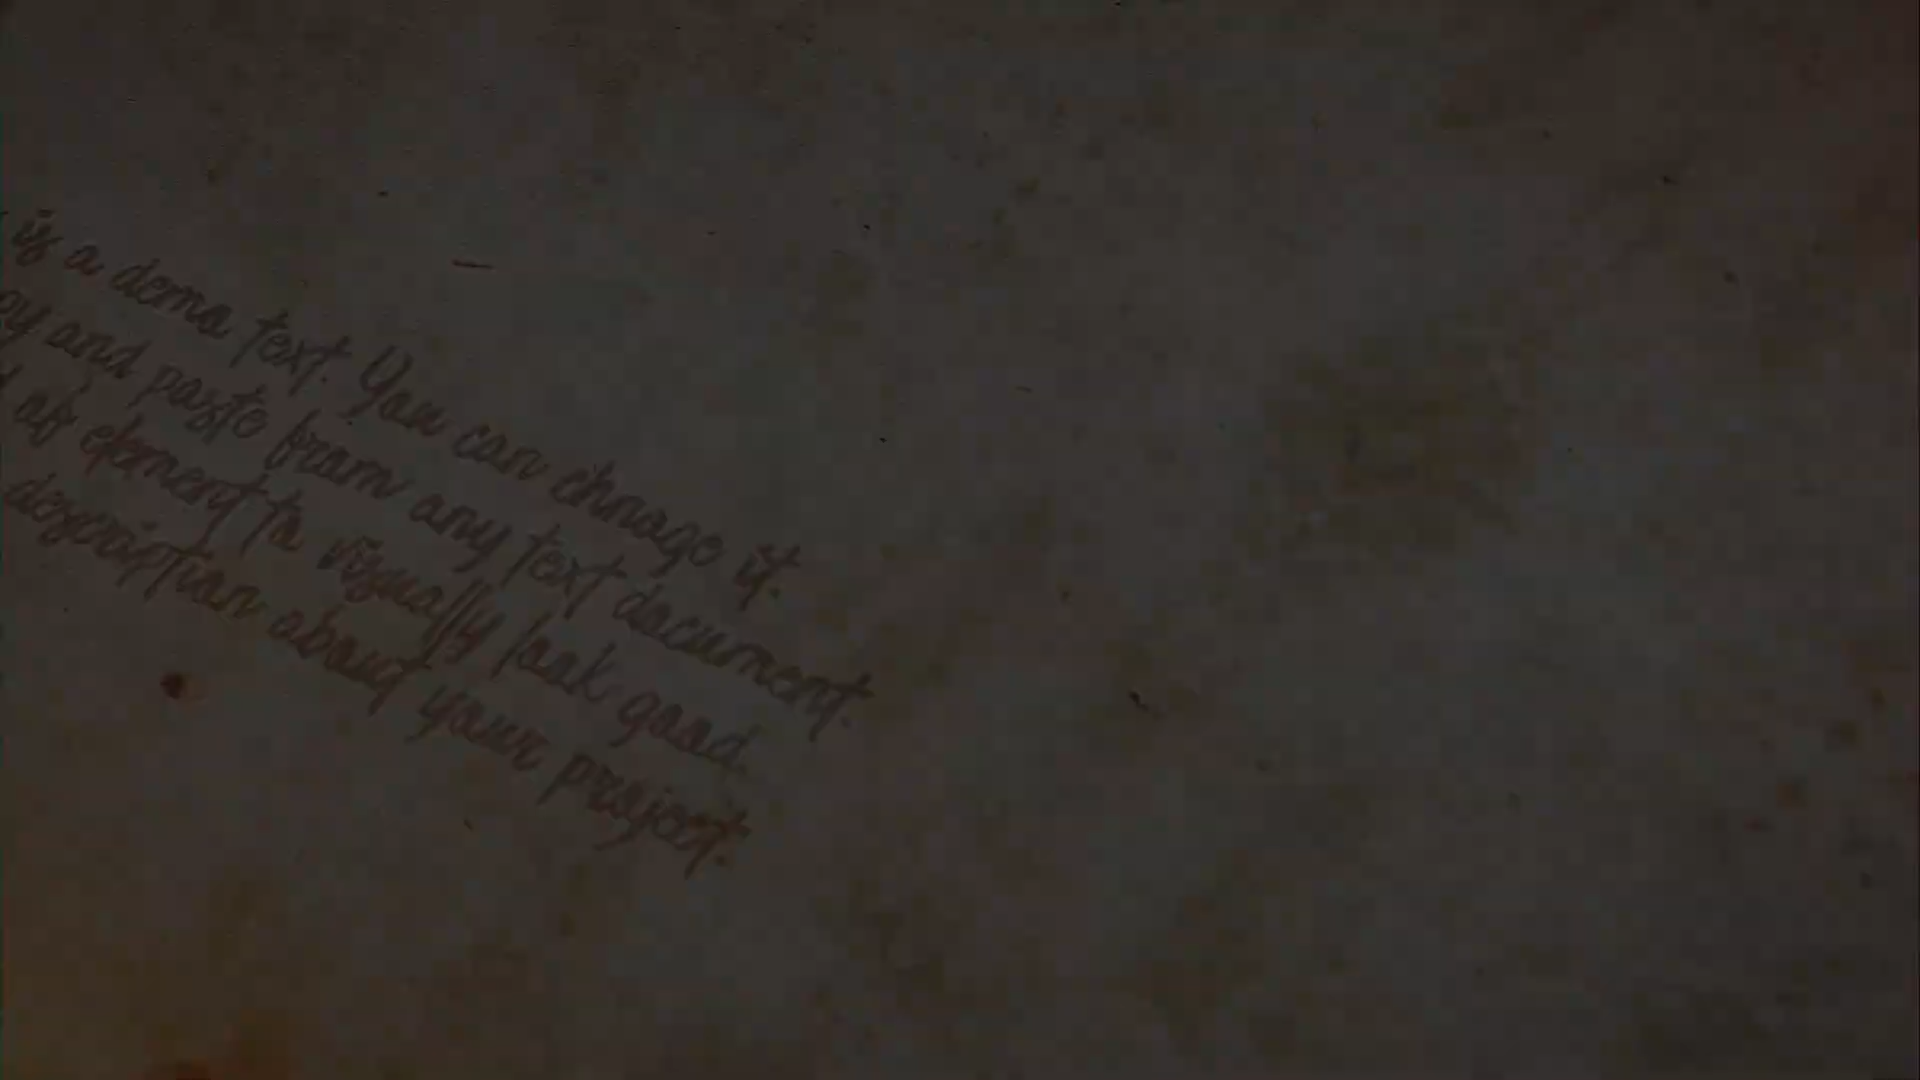 is a demo text. You can chnage it.
and paste from any text document.
of element to visually look good.
description about your project.